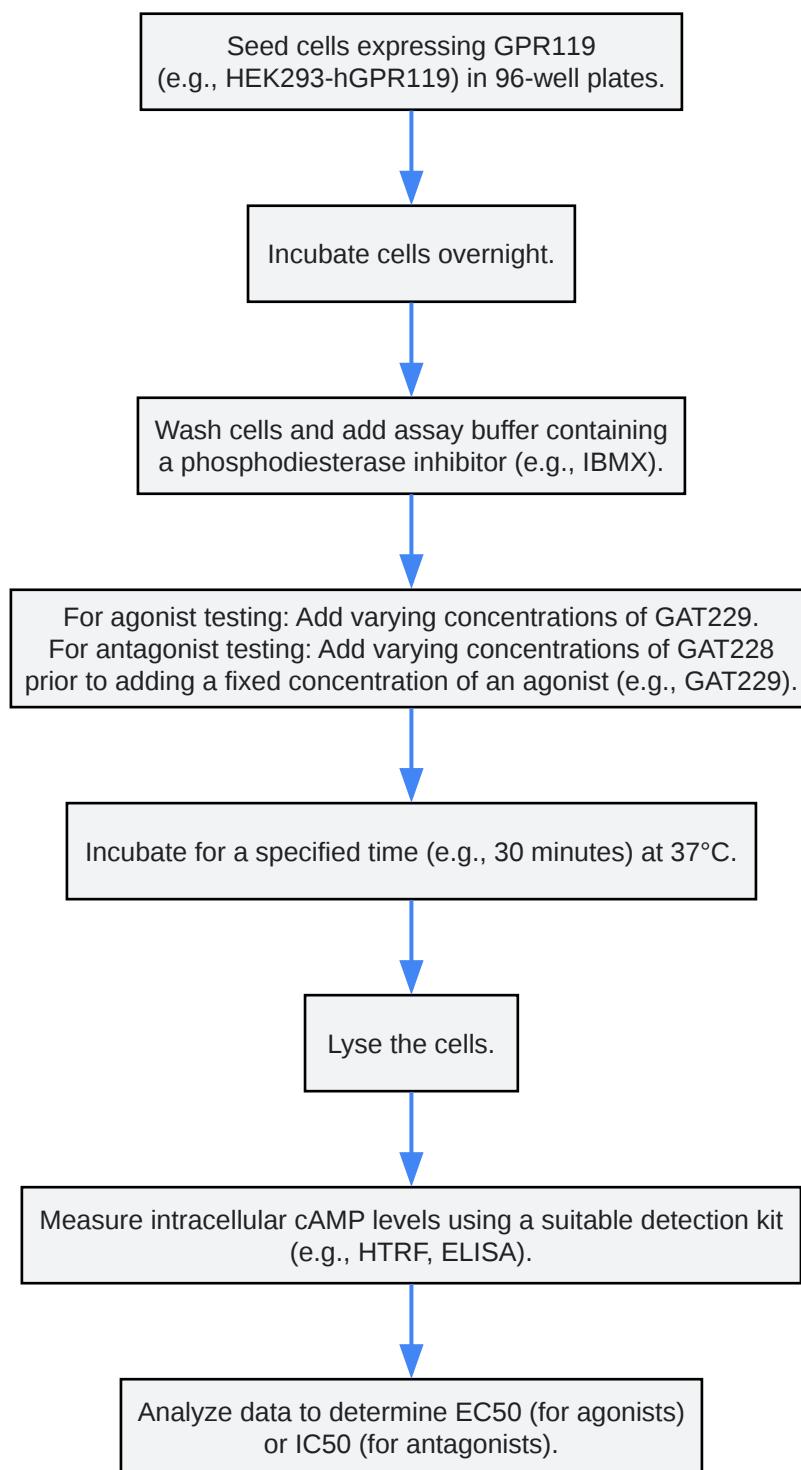 Seed cells expressing GPR119
(e.g., HEK293-hGPR119) in 96-well plates.
Incubate cells overnight.
Wash cells and add assay buffer containing
a phosphodiesterase inhibitor (e.g., IBMX).
For agonist testing: Add varying concentrations of GAT229.
For antagonist testing: Add varying concentrations of GAT228
prior to adding a fixed concentration of an agonist (e.g., GAT229).
Incubate for a specified time (e.g., 30 minutes) at 37°C.
Lyse the cells.
Measure intracellular cAMP levels using a suitable detection kit
(e.g., HTRF, ELISA).
Analyze data to determine EC50 (for agonists)
or IC50 (for antagonists).